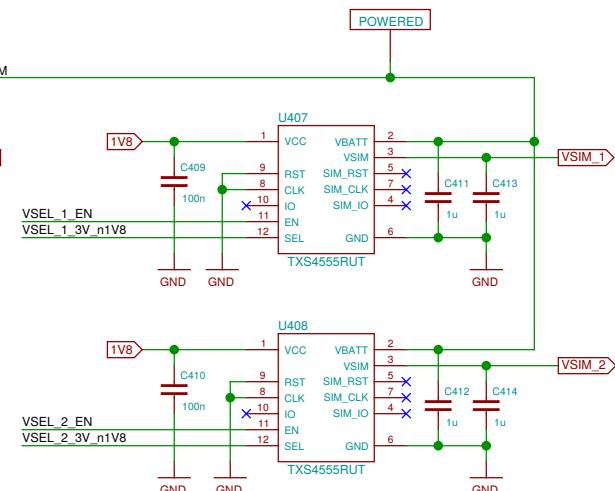 POWERED
M
U407
1V8
1 VCC VBATT 2
VSIM 3
VSIM_1
C409
100n
9 RST SIM_RST 5
8 CLK SIM_CLK 7
10 IO SIM_IO 4
C411
1u
C413
1u
VSEL_1_EN
11 EN
VSEL_1_3V_n1V8
12 SEL GND 6
TXS4555RUT
GND
GND
GND
U408
1V8
1 VCC VBATT 2
VSIM 3
VSIM_2
C410
100n
9 RST SIM_RST 5
8 CLK SIM_CLK 7
10 IO SIM_IO 4
C412
1u
C414
1u
VSEL_2_EN
11 EN
VSEL_2_3V_n1V8
12 SEL GND 6
TXS4555RUT
GND
GND
GND